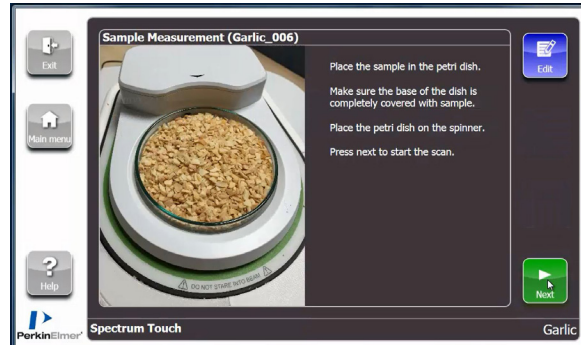 Sample Measurement (Garlic_006)
Exit
Main menu
Help
Place the sample in the petri dish.
Make sure the base of the dish is
completely covered with sample.
Place the petri dish on the spinner.
Press next to start the scan.
DO NOT STARE INTO BEAM
Edit
Next
PerkinElmer
Spectrum Touch
Garlic